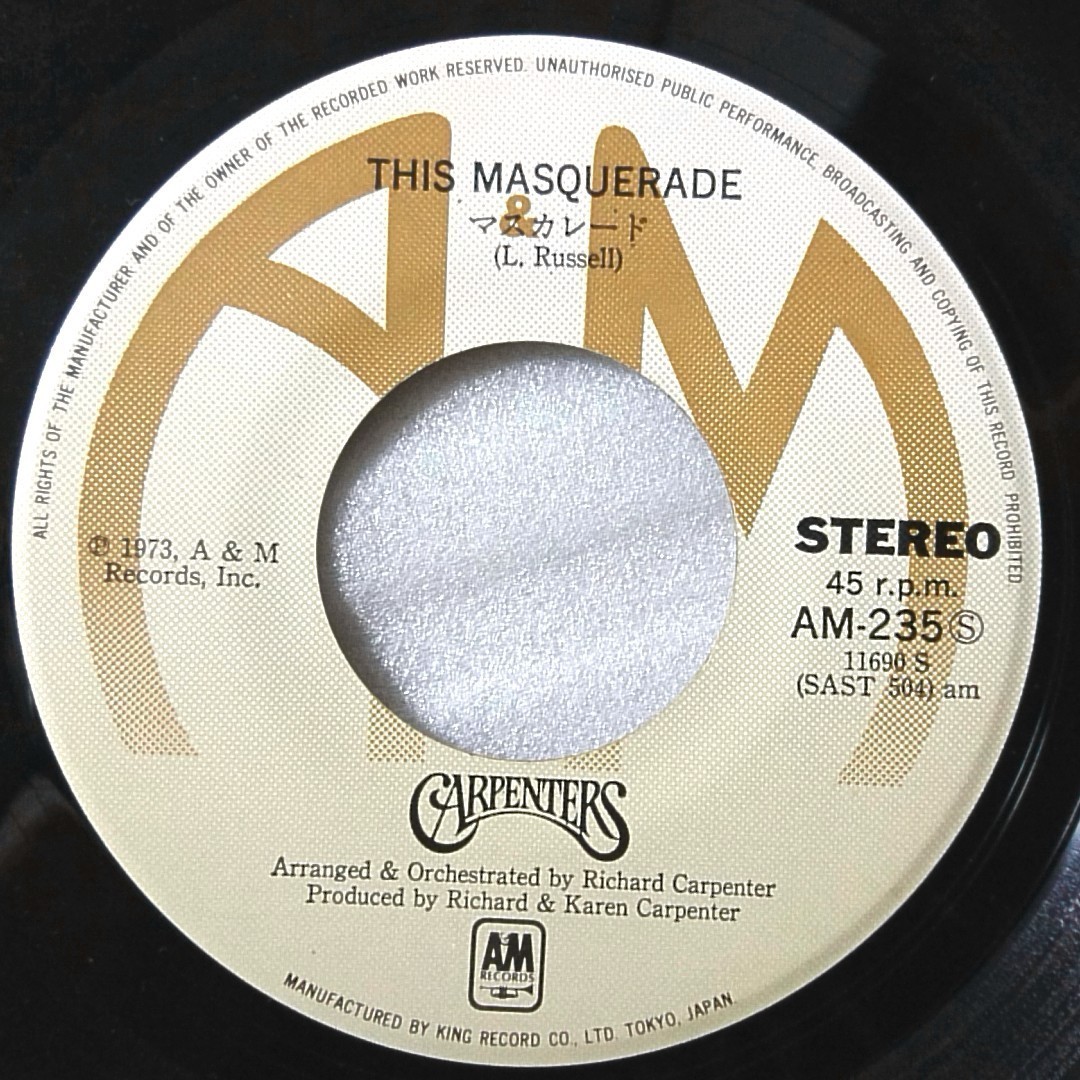 ALL RIGHTS OF THE MANUFACTURER AND OF THE OWNER OF THE RECORDED WORK RESERVED. UNAUTHORISED PUBLIC PERFORMANCE, BROADCASTING AND COPYING OF THIS RECORD PROHIBITED
A & M
THIS MASQUERADE
マスカレード
(L. Russell)
℗ 1973, A & M
Records, Inc.
STEREO
45 r.p.m.
AM-235Ⓢ
11690 S
(SAST 504) am
CARPENTERS
Arranged & Orchestrated by Richard Carpenter
Produced by Richard & Karen Carpenter
A&M
RECORDS
MANUFACTURED BY KING RECORD CO., LTD. TOKYO, JAPAN